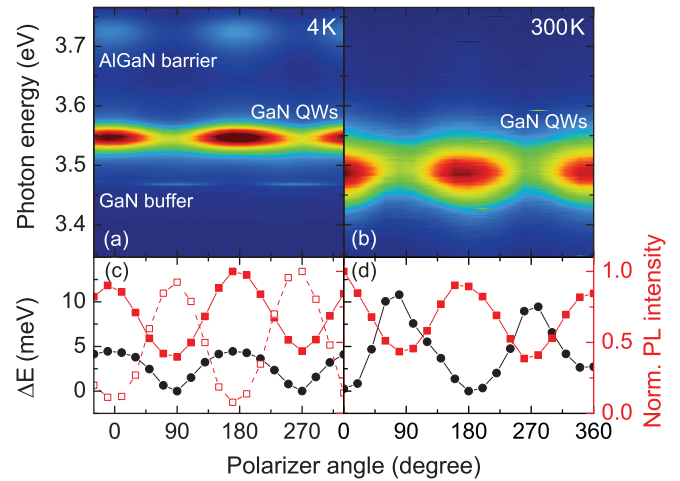 4K
300K
3.7
3.6
3.5
3.4
Photon energy (eV)
AlGaN barrier
GaN QWs
GaN buffer
(a)
GaN QWs
(b)
(c)
(d)
10
5
0
ΔE (meV)
1.0
0.5
0.0
Norm. PL intensity
0
90
180
270
0
90
180
270
360
Polarizer angle (degree)